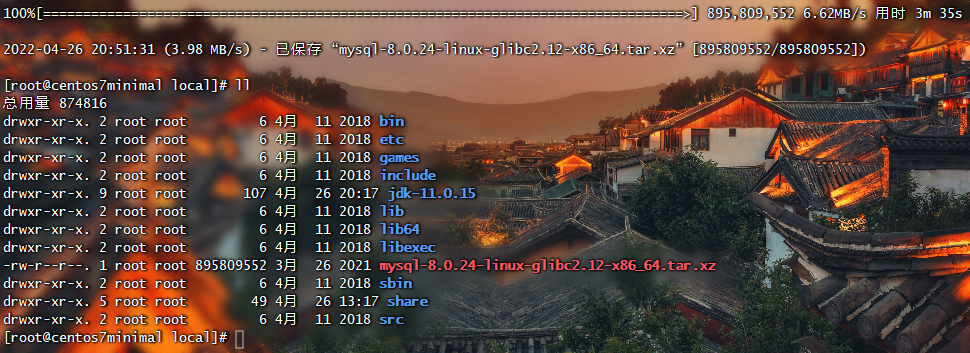 100%[================================================================================>] 895,809,552 6.62MB/s 用时 3m 35s
2022-04-26 20:51:31 (3.98 MB/s) - 已保存 “mysql-8.0.24-linux-glibc2.12-x86_64.tar.xz” [895809552/895809552])
[root@centos7minimal local]# ll
总用量 874816
drwxr-xr-x. 2 root root 6 4月 11 2018 bin
drwxr-xr-x. 2 root root 6 4月 11 2018 etc
drwxr-xr-x. 2 root root 6 4月 11 2018 games
drwxr-xr-x. 2 root root 6 4月 11 2018 include
drwxr-xr-x. 9 root root 107 4月 26 20:17 jdk-11.0.15
drwxr-xr-x. 2 root root 6 4月 11 2018 lib
drwxr-xr-x. 2 root root 6 4月 11 2018 lib64
drwxr-xr-x. 2 root root 6 4月 11 2018 libexec
-rw-r--r--. 1 root root 895809552 3月 26 2021 mysql-8.0.24-linux-glibc2.12-x86_64.tar.xz
drwxr-xr-x. 2 root root 6 4月 11 2018 sbin
drwxr-xr-x. 5 root root 49 4月 26 13:17 share
drwxr-xr-x. 2 root root 6 4月 11 2018 src
[root@centos7minimal local]#